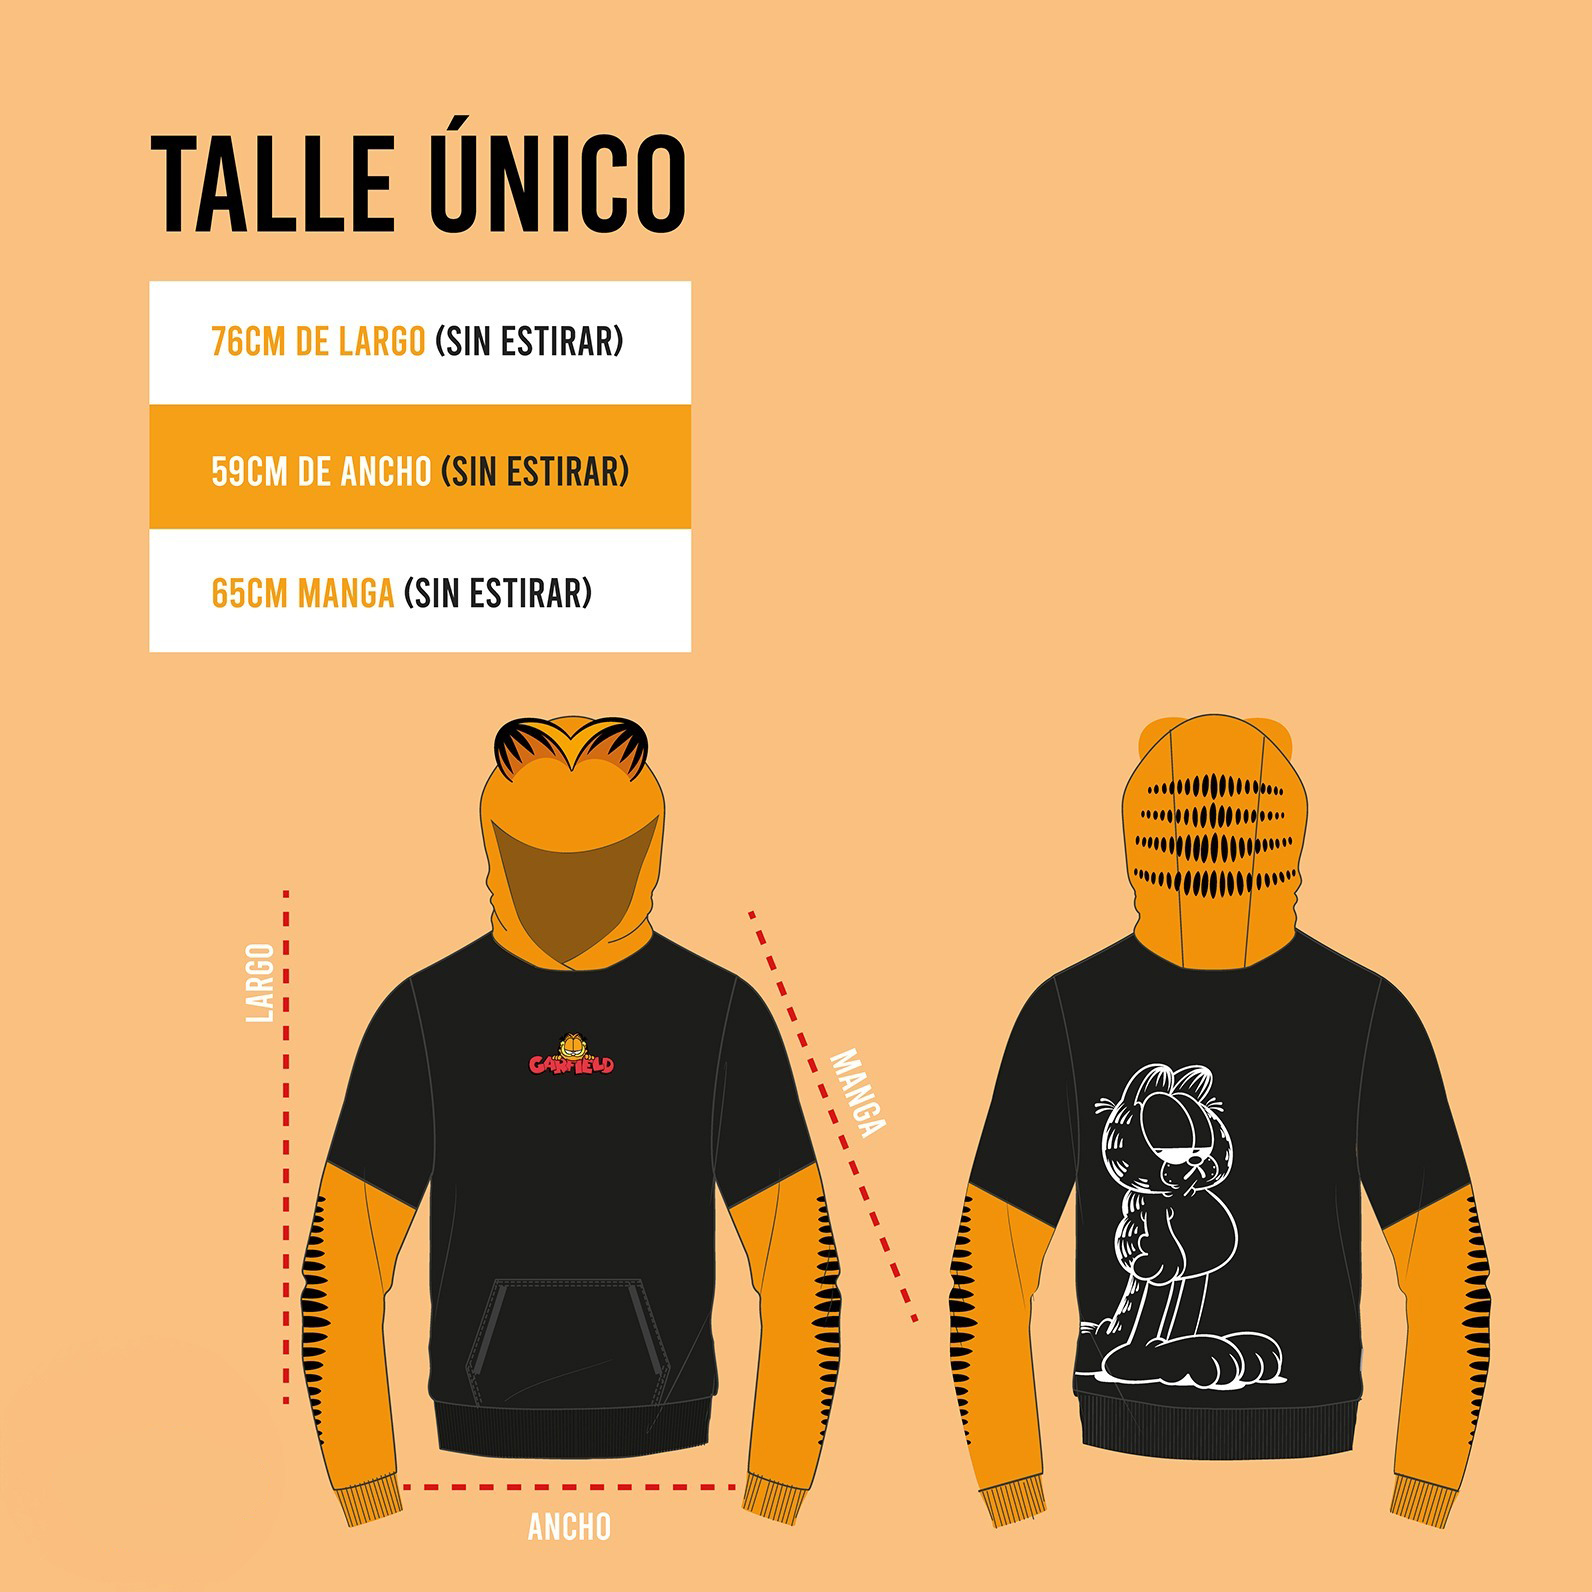 TALLE ÚNICO
76CM DE LARGO (SIN ESTIRAR)
59CM DE ANCHO (SIN ESTIRAR)
65CM MANGA (SIN ESTIRAR)
LARGO
MANGA
GARFIELD
ANCHO